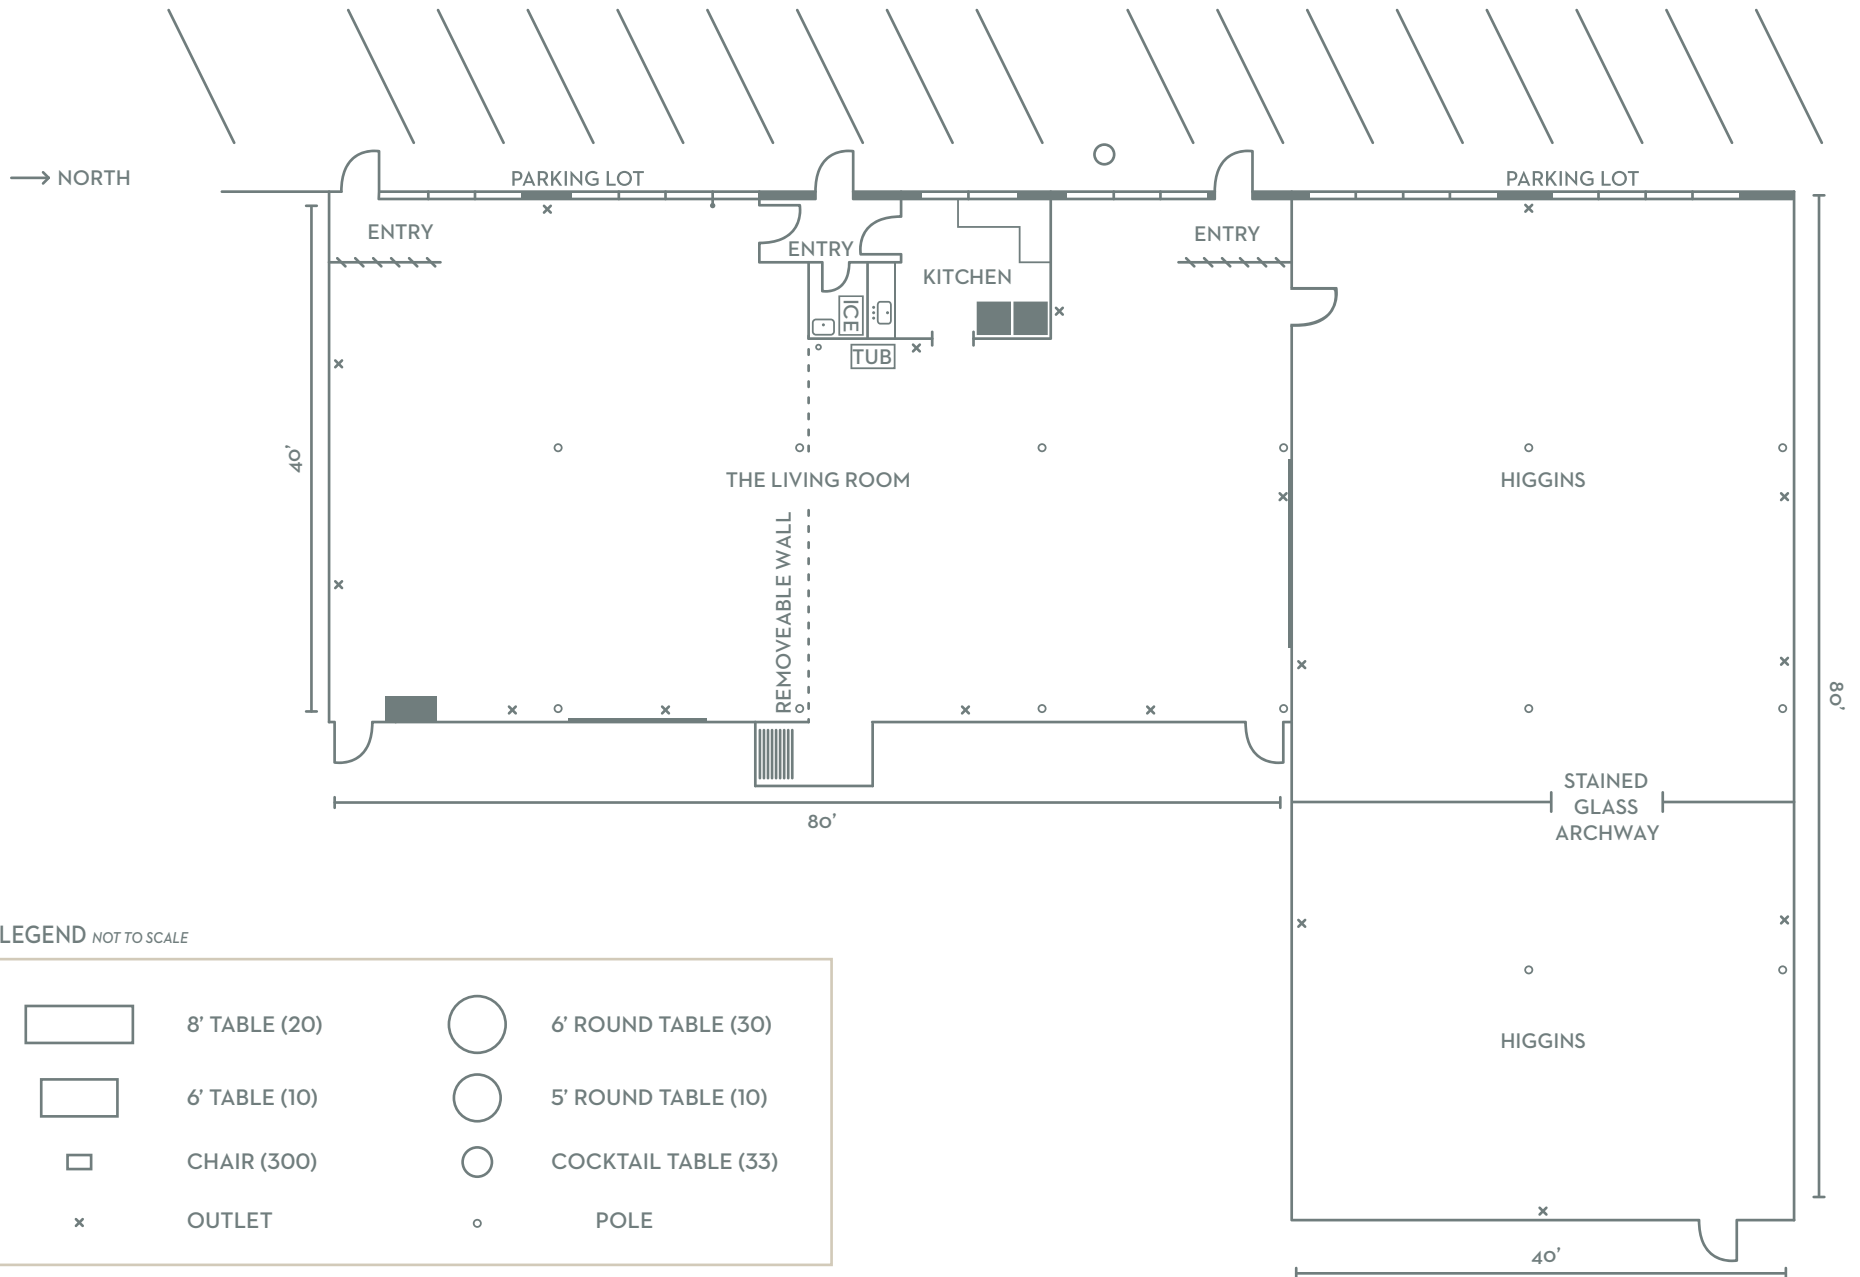 NORTH
PARKING LOT
PARKING LOT
ENTRY
ENTRY
ENTRY
KITCHEN
ICE
TUB
40’
THE LIVING ROOM
HIGGINS
REMOVEABLE WALL
80’
STAINED
GLASS
ARCHWAY
80’
HIGGINS
40’
LEGEND NOT TO SCALE
8’ TABLE (20)
6’ ROUND TABLE (30)
6’ TABLE (10)
5’ ROUND TABLE (10)
CHAIR (300)
COCKTAIL TABLE (33)
OUTLET
POLE